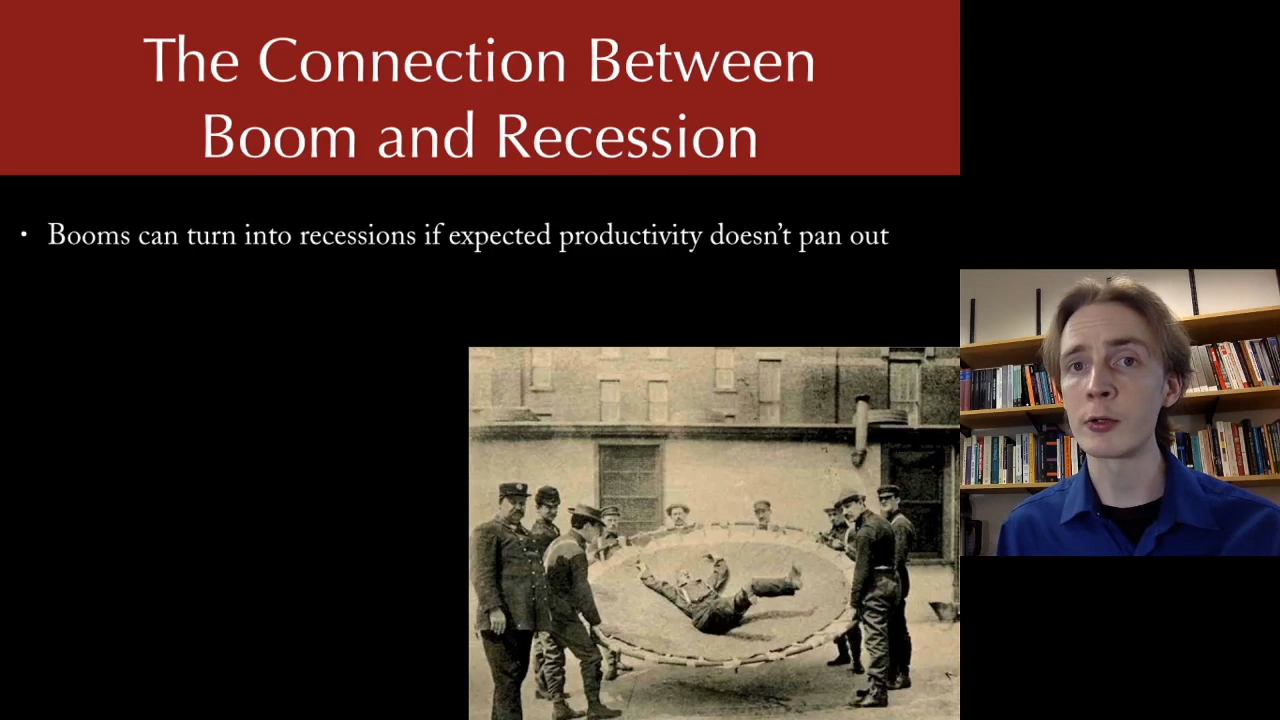 The Connection Between
Boom and Recession
• Booms can turn into recessions if expected productivity doesn’t pan out